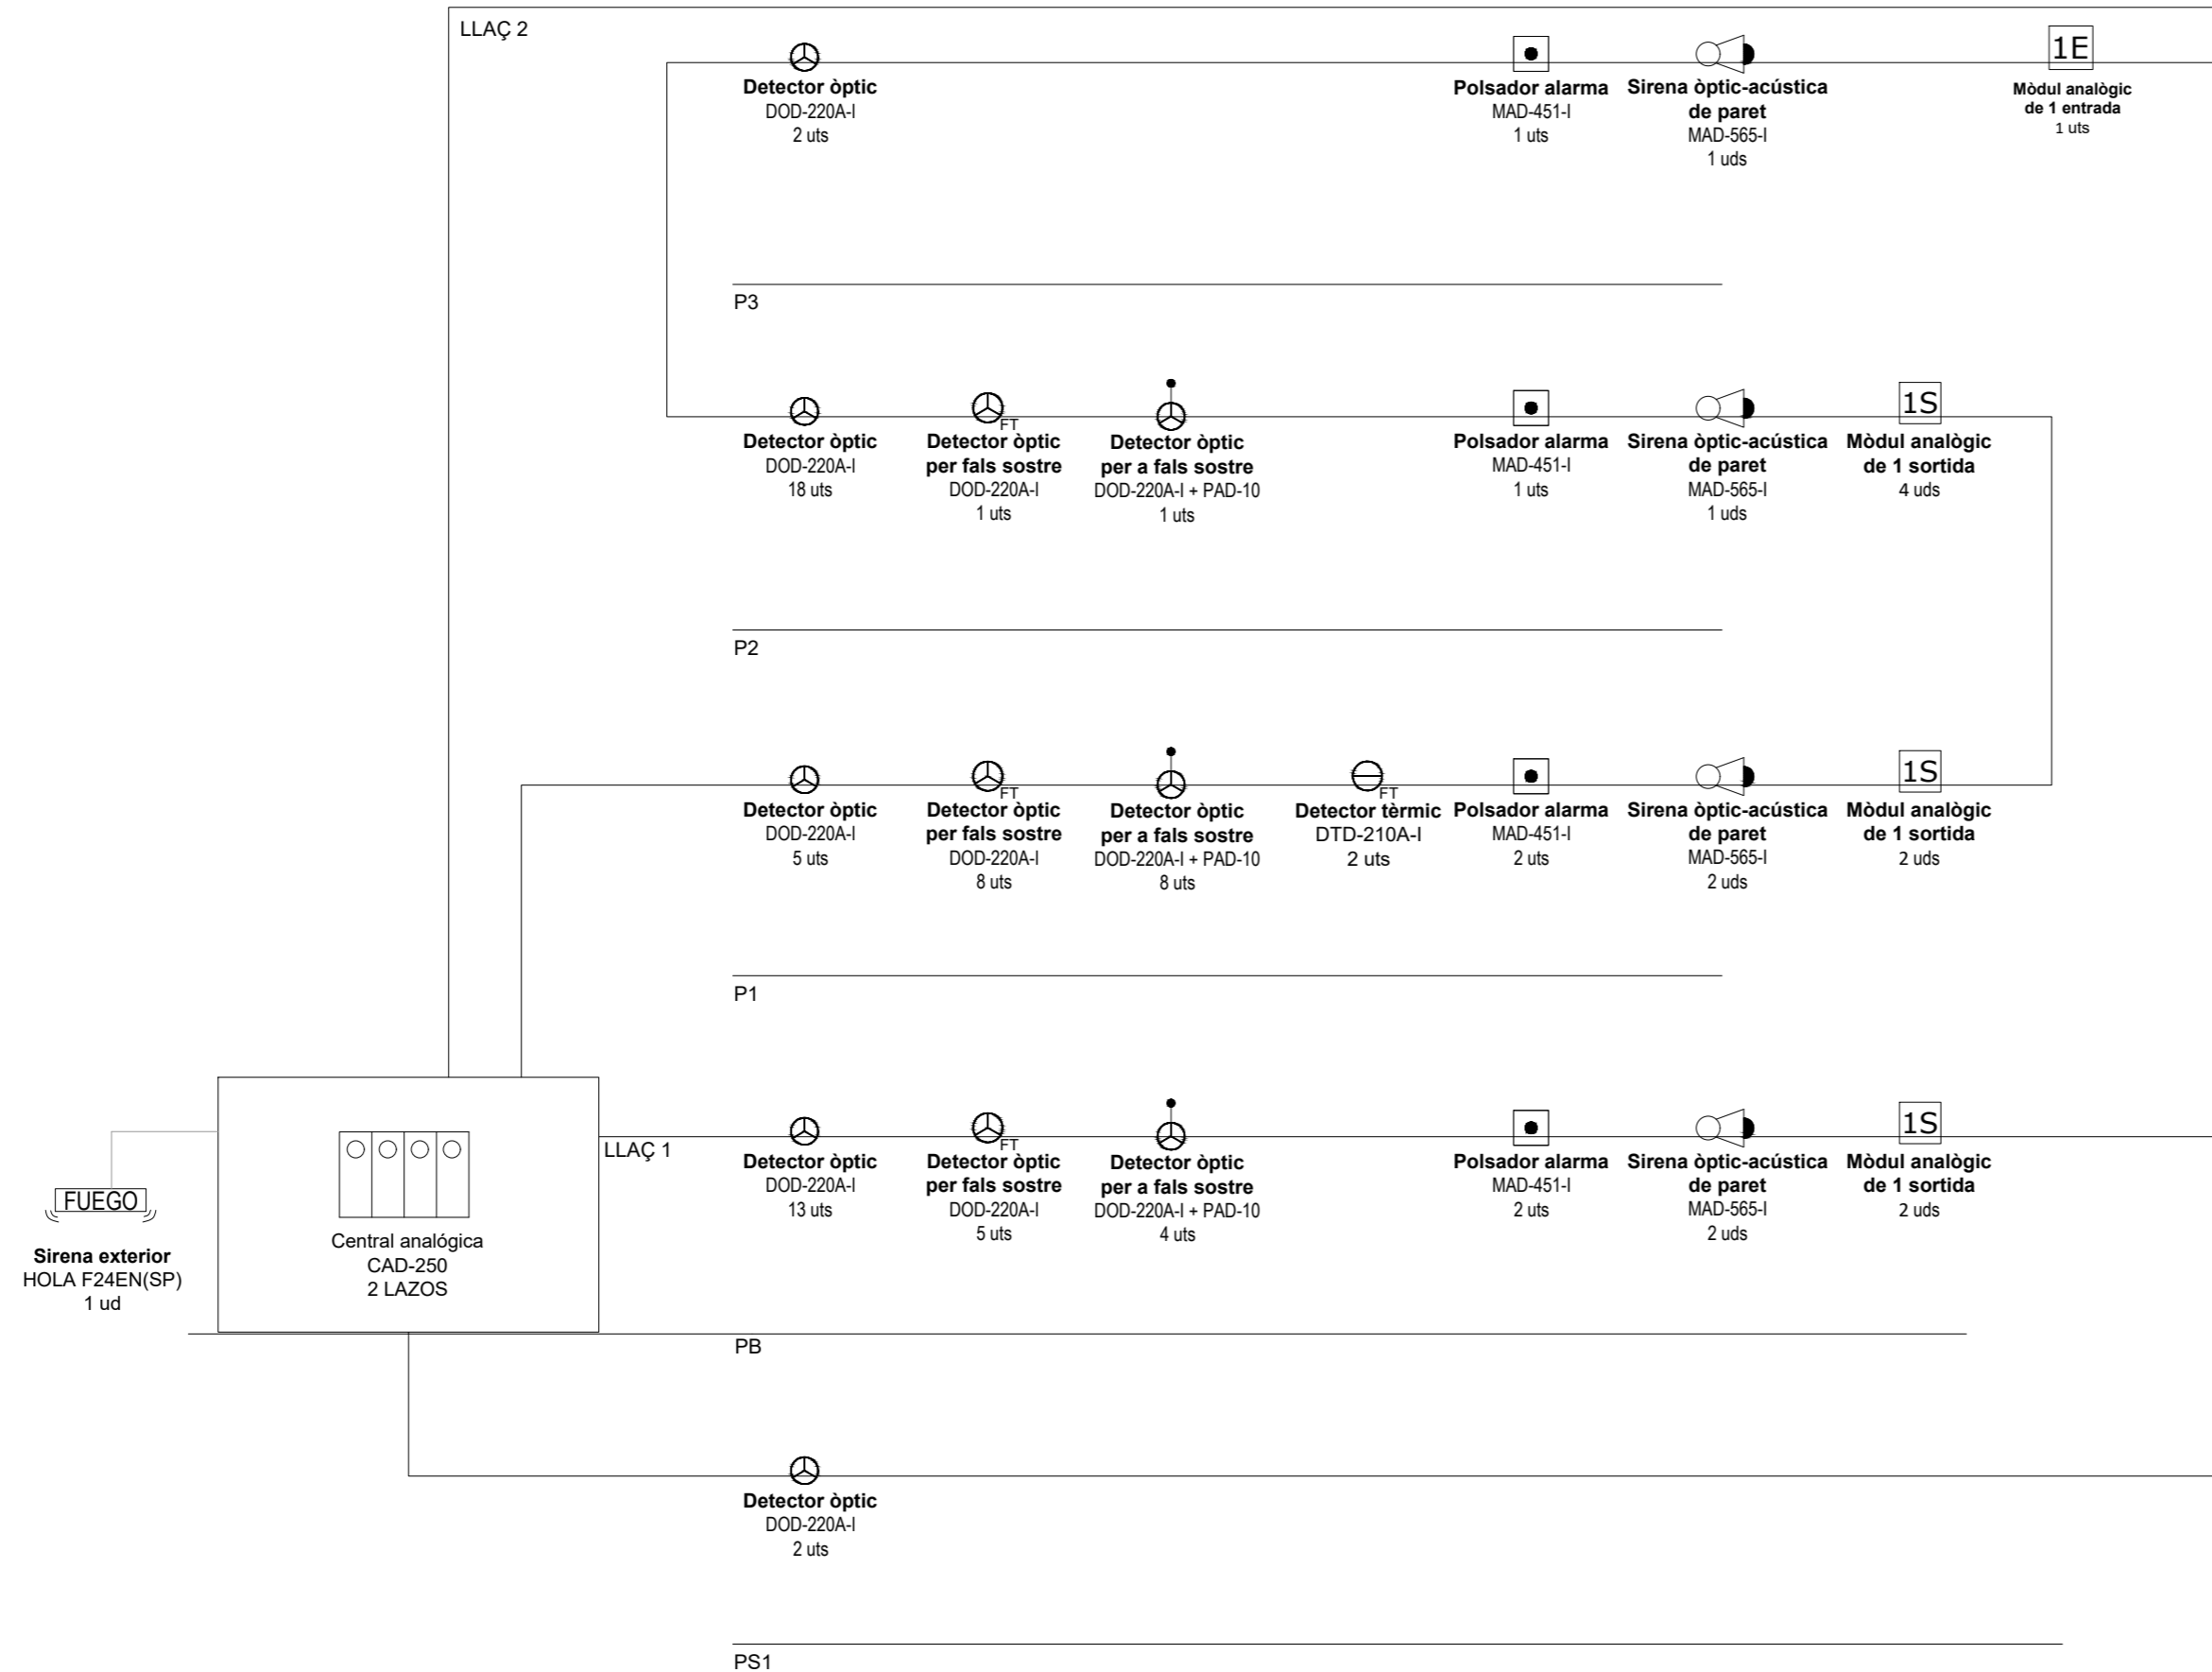 LLAÇ 2
1E
Detector òptic
DOD-220A-I
2 uts
Polsador alarma
MAD-451-I
1 uts
Sirena òptic-acústica
de paret
MAD-565-I
1 uds
Mòdul analògic
de 1 entrada
1 uts
P3
1S
FT
Detector òptic
DOD-220A-I
18 uts
Detector òptic
per fals sostre
DOD-220A-I
1 uts
Detector òptic
per a fals sostre
DOD-220A-I + PAD-10
1 uts
Polsador alarma
MAD-451-I
1 uts
Sirena òptic-acústica
de paret
MAD-565-I
1 uds
Mòdul analògic
de 1 sortida
4 uds
P2
1S
FT
FT
Detector òptic
DOD-220A-I
5 uts
Detector òptic
per fals sostre
DOD-220A-I
8 uts
Detector òptic
per a fals sostre
DOD-220A-I + PAD-10
8 uts
Detector tèrmic
DTD-210A-I
2 uts
Polsador alarma
MAD-451-I
2 uts
Sirena òptic-acústica
de paret
MAD-565-I
2 uds
Mòdul analògic
de 1 sortida
2 uds
P1
1S
FT
LLAÇ 1
Detector òptic
DOD-220A-I
13 uts
Detector òptic
per fals sostre
DOD-220A-I
5 uts
Detector òptic
per a fals sostre
DOD-220A-I + PAD-10
4 uts
Polsador alarma
MAD-451-I
2 uts
Sirena òptic-acústica
de paret
MAD-565-I
2 uds
Mòdul analògic
de 1 sortida
2 uds
FUEGO
Sirena exterior
HOLA F24EN(SP)
1 ud
Central analógica
CAD-250
2 LAZOS
PB
Detector òptic
DOD-220A-I
2 uts
PS1